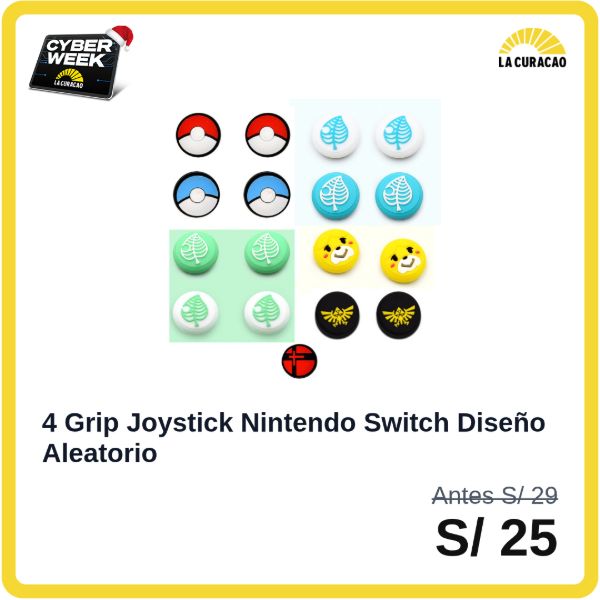 CYBER
WEEK
LA CURACAO
LA CURACAO
4 Grip Joystick Nintendo Switch Diseño
Aleatorio
Antes S/ 29
S/ 25